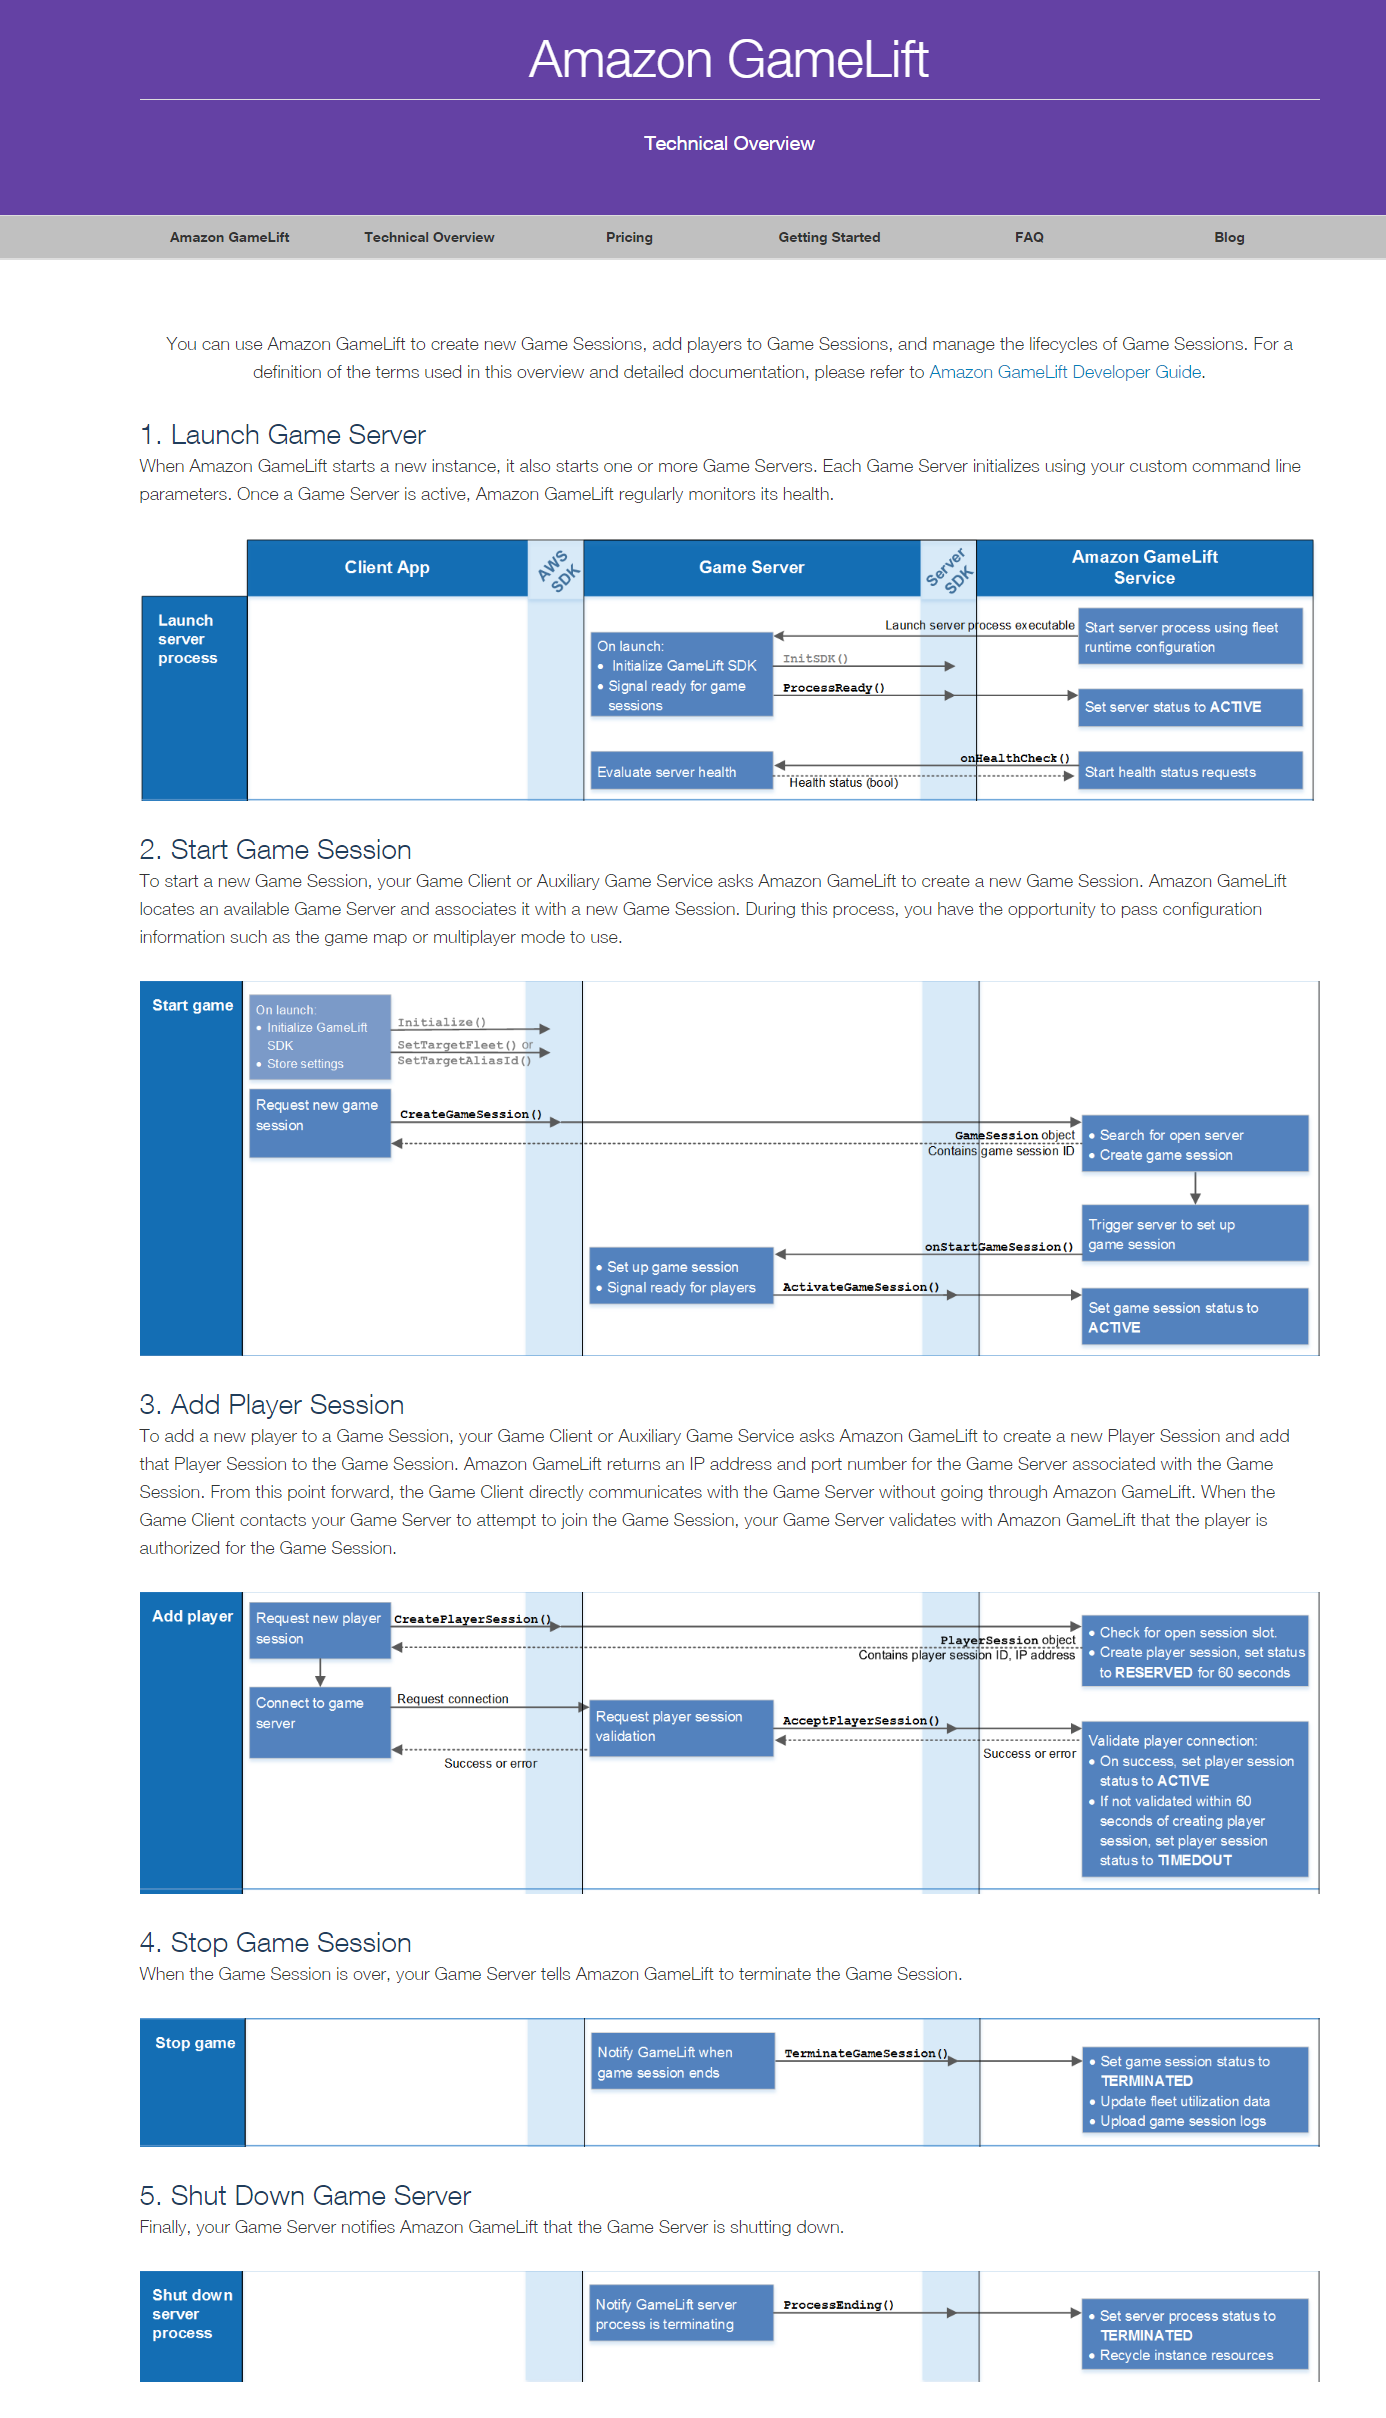 Amazon GameLift
Technical Overview
Amazon GameLift
Technical Overview
Pricing
Getting Started
FAQ
Blog
You can use Amazon GameLift to create new Game Sessions, add players to Game Sessions, and manage the lifecycles of Game Sessions. For a
definition of the terms used in this overview and detailed documentation, please refer to Amazon GameLift Developer Guide.
1. Launch Game Server
When Amazon GameLift starts a new instance, it also starts one or more Game Servers. Each Game Server initializes using your custom command line
parameters. Once a Game Server is active, Amazon GameLift regularly monitors its health.
Client App
AWS
SDK
Game Server
Server
SDK
Amazon GameLift
Service
Launch
server
process
Launch server process executable
Start server process using fleet
runtime configuration
On launch:
• Initialize GameLift SDK
• Signal ready for game
sessions
InitSDK()
ProcessReady()
Set server status to ACTIVE
onHealthCheck()
Evaluate server health
Start health status requests
Health status (bool)
2. Start Game Session
To start a new Game Session, your Game Client or Auxiliary Game Service asks Amazon GameLift to create a new Game Session. Amazon GameLift
locates an available Game Server and associates it with a new Game Session. During this process, you have the opportunity to pass configuration
information such as the game map or multiplayer mode to use.
Start game
On launch:
• Initialize GameLift
SDK
• Store settings
Initialize()
SetTargetFleet() or
SetTargetAliasId()
Request new game
session
CreateGameSession()
GameSession object
Contains game session ID
• Search for open server
• Create game session
Trigger server to set up
game session
onStartGameSession()
• Set up game session
• Signal ready for players
ActivateGameSession()
Set game session status to
ACTIVE
3. Add Player Session
To add a new player to a Game Session, your Game Client or Auxiliary Game Service asks Amazon GameLift to create a new Player Session and add
that Player Session to the Game Session. Amazon GameLift returns an IP address and port number for the Game Server associated with the Game
Session. From this point forward, the Game Client directly communicates with the Game Server without going through Amazon GameLift. When the
Game Client contacts your Game Server to attempt to join the Game Session, your Game Server validates with Amazon GameLift that the player is
authorized for the Game Session.
Add player
Request new player
session
CreatePlayerSession()
PlayerSession object
Contains player session ID, IP address
• Check for open session slot.
• Create player session, set status
to RESERVED for 60 seconds
Connect to game
server
Request connection
Request player session
validation
AcceptPlayerSession()
Success or error
Success or error
Validate player connection:
• On success, set player session
status to ACTIVE
• If not validated within 60
seconds of creating player
session, set player session
status to TIMEDOUT
4. Stop Game Session
When the Game Session is over, your Game Server tells Amazon GameLift to terminate the Game Session.
Stop game
Notify GameLift when
game session ends
TerminateGameSession()
• Set game session status to
TERMINATED
• Update fleet utilization data
• Upload game session logs
5. Shut Down Game Server
Finally, your Game Server notifies Amazon GameLift that the Game Server is shutting down.
Shut down
server
process
Notify GameLift server
process is terminating
ProcessEnding()
• Set server process status to
TERMINATED
• Recycle instance resources